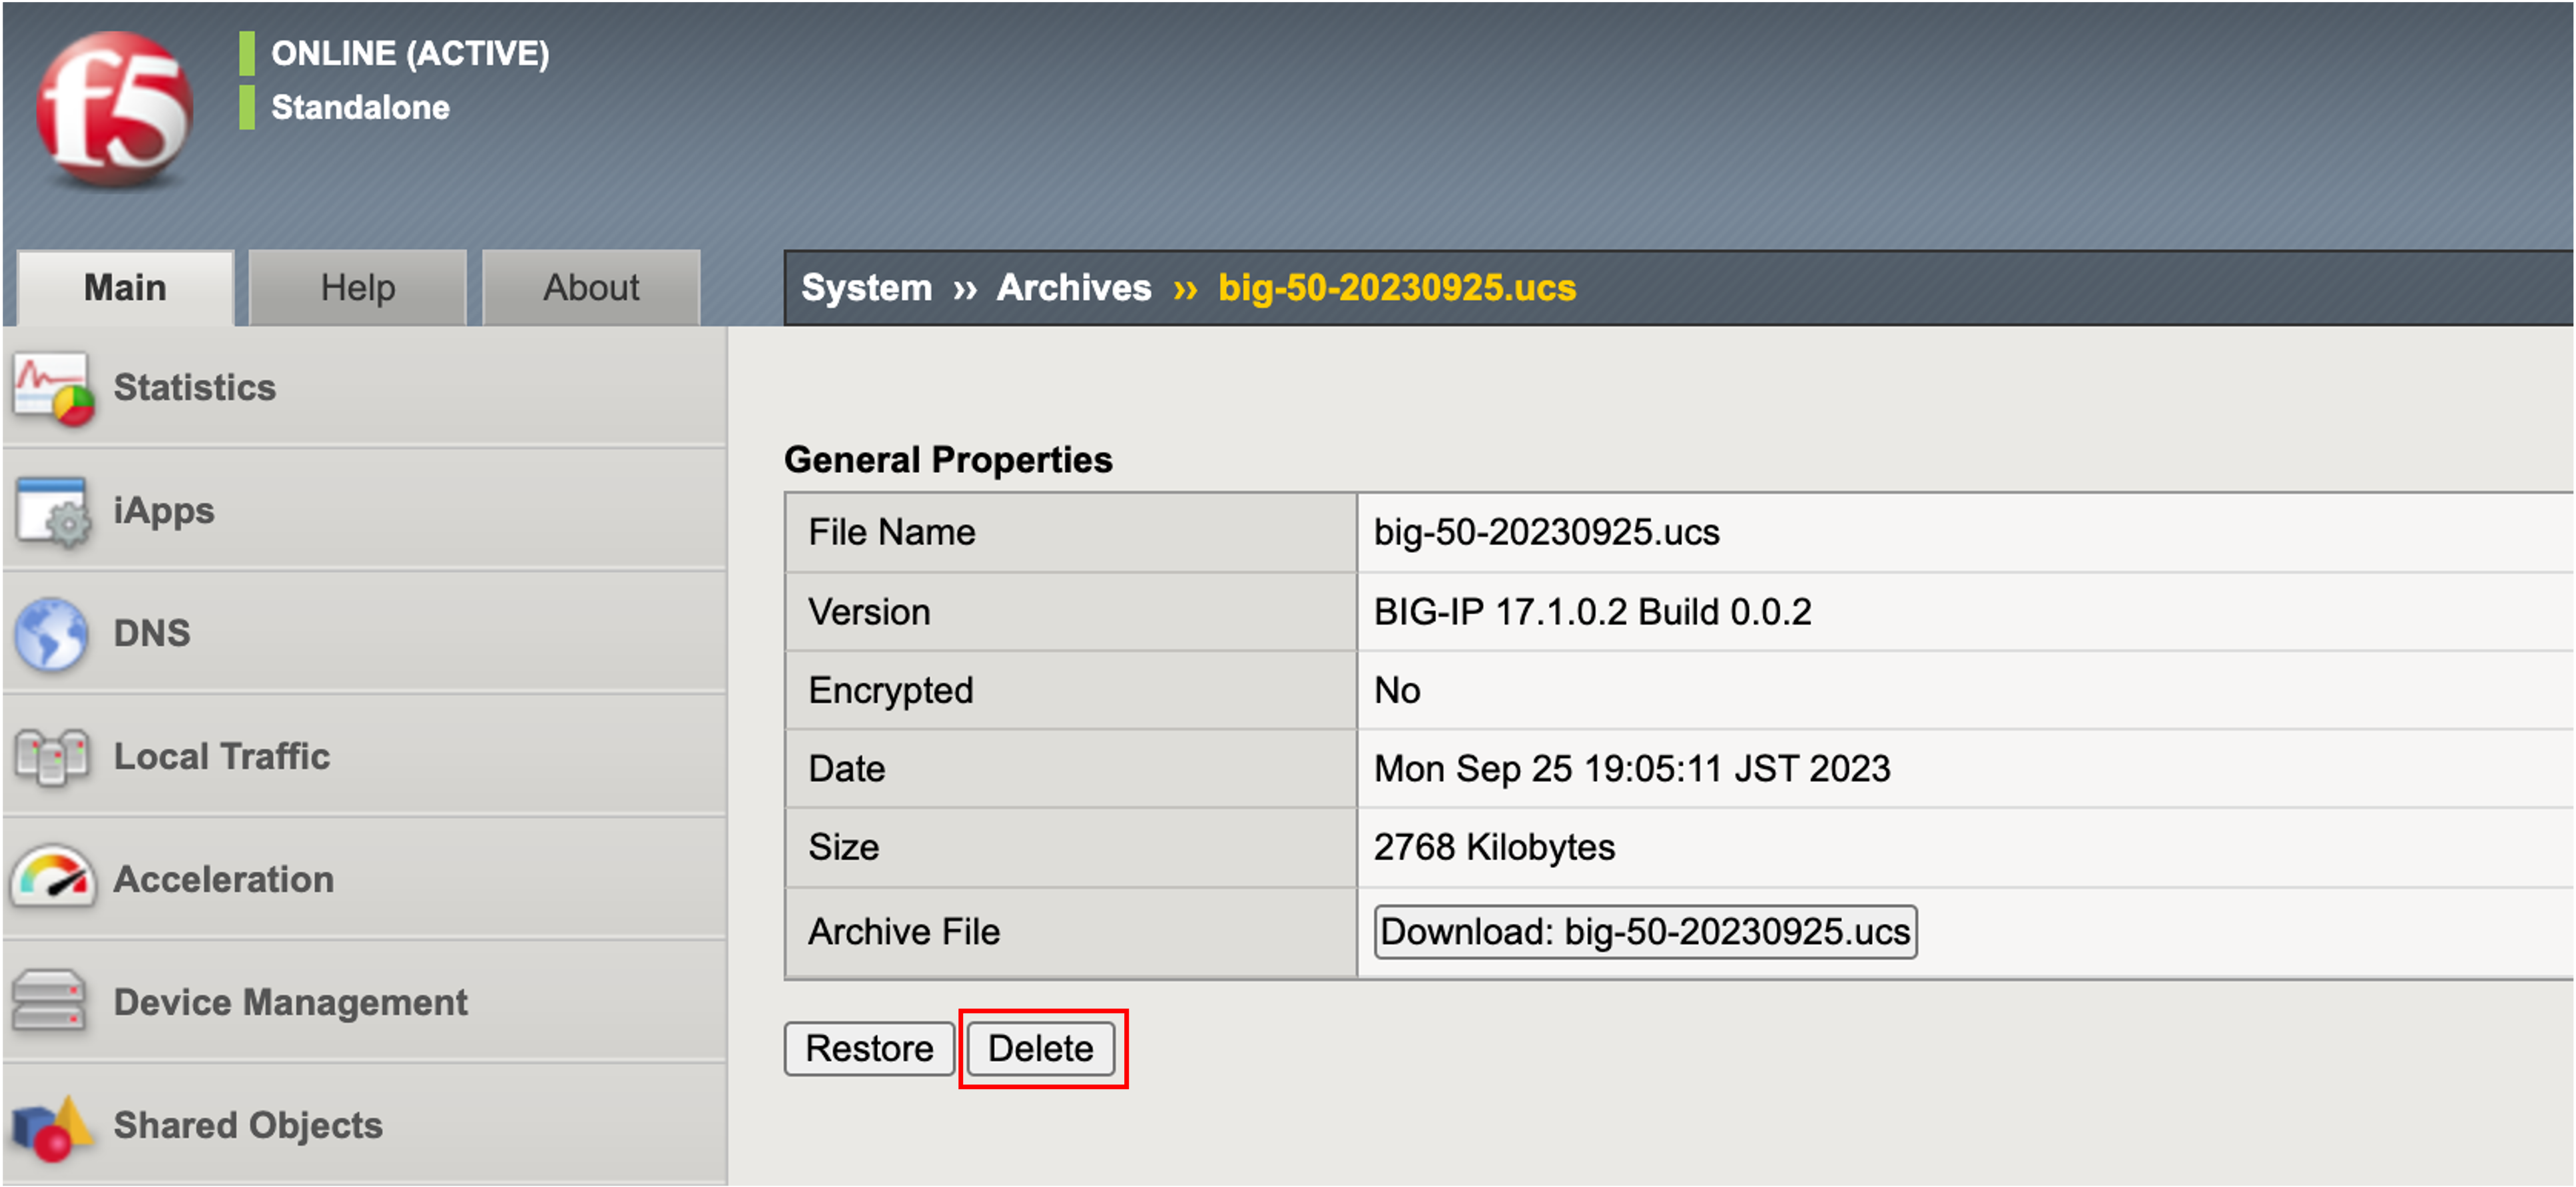 f5
ONLINE (ACTIVE)
Standalone
Main
Help
About
System ›› Archives ›› big-50-20230925.ucs
Statistics
iApps
DNS
Local Traffic
Acceleration
Device Management
Shared Objects
General Properties
File Name big-50-20230925.ucs
Version BIG-IP 17.1.0.2 Build 0.0.2
Encrypted No
Date Mon Sep 25 19:05:11 JST 2023
Size 2768 Kilobytes
Archive File Download: big-50-20230925.ucs
Restore Delete